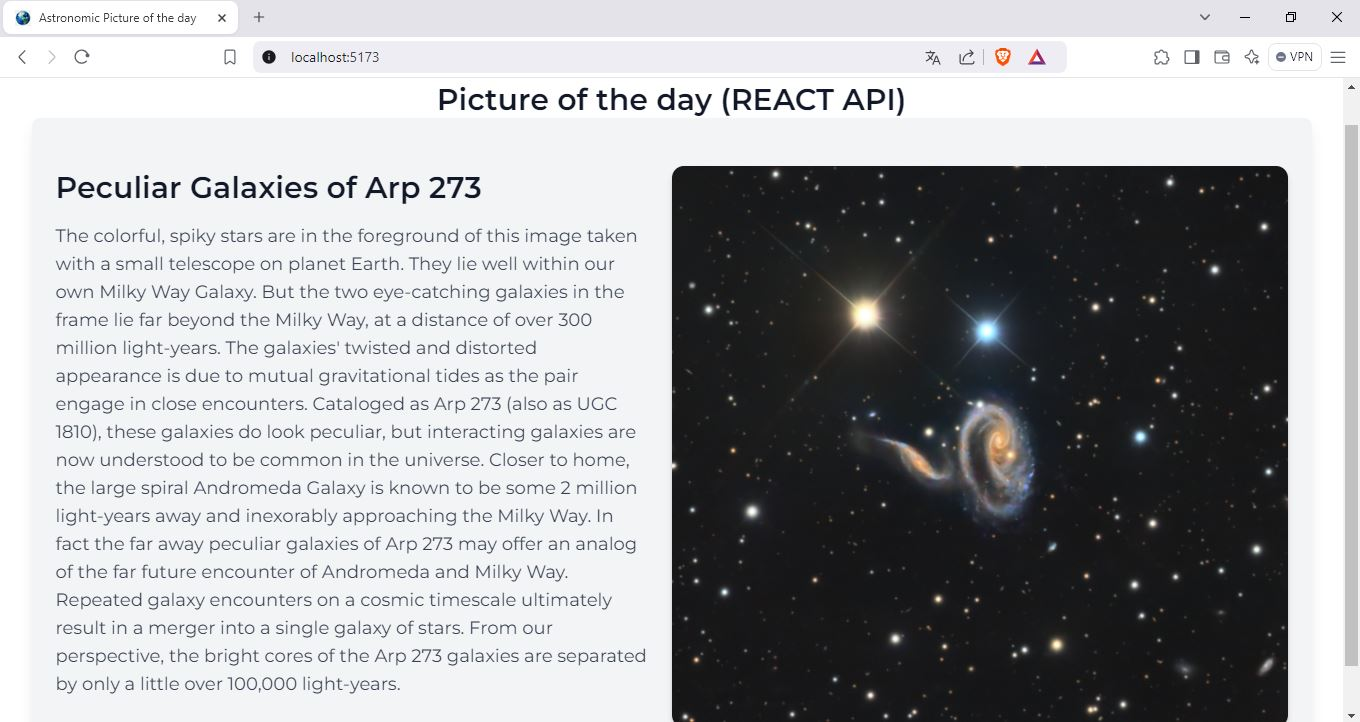 Astronomic Picture of the day
localhost:5173
VPN
Picture of the day (REACT API)
Peculiar Galaxies of Arp 273
The colorful, spiky stars are in the foreground of this image taken
with a small telescope on planet Earth. They lie well within our
own Milky Way Galaxy. But the two eye-catching galaxies in the
frame lie far beyond the Milky Way, at a distance of over 300
million light-years. The galaxies' twisted and distorted
appearance is due to mutual gravitational tides as the pair
engage in close encounters. Cataloged as Arp 273 (also as UGC
1810), these galaxies do look peculiar, but interacting galaxies are
now understood to be common in the universe. Closer to home,
the large spiral Andromeda Galaxy is known to be some 2 million
light-years away and inexorably approaching the Milky Way. In
fact the far away peculiar galaxies of Arp 273 may offer an analog
of the far future encounter of Andromeda and Milky Way.
Repeated galaxy encounters on a cosmic timescale ultimately
result in a merger into a single galaxy of stars. From our
perspective, the bright cores of the Arp 273 galaxies are separated
by only a little over 100,000 light-years.